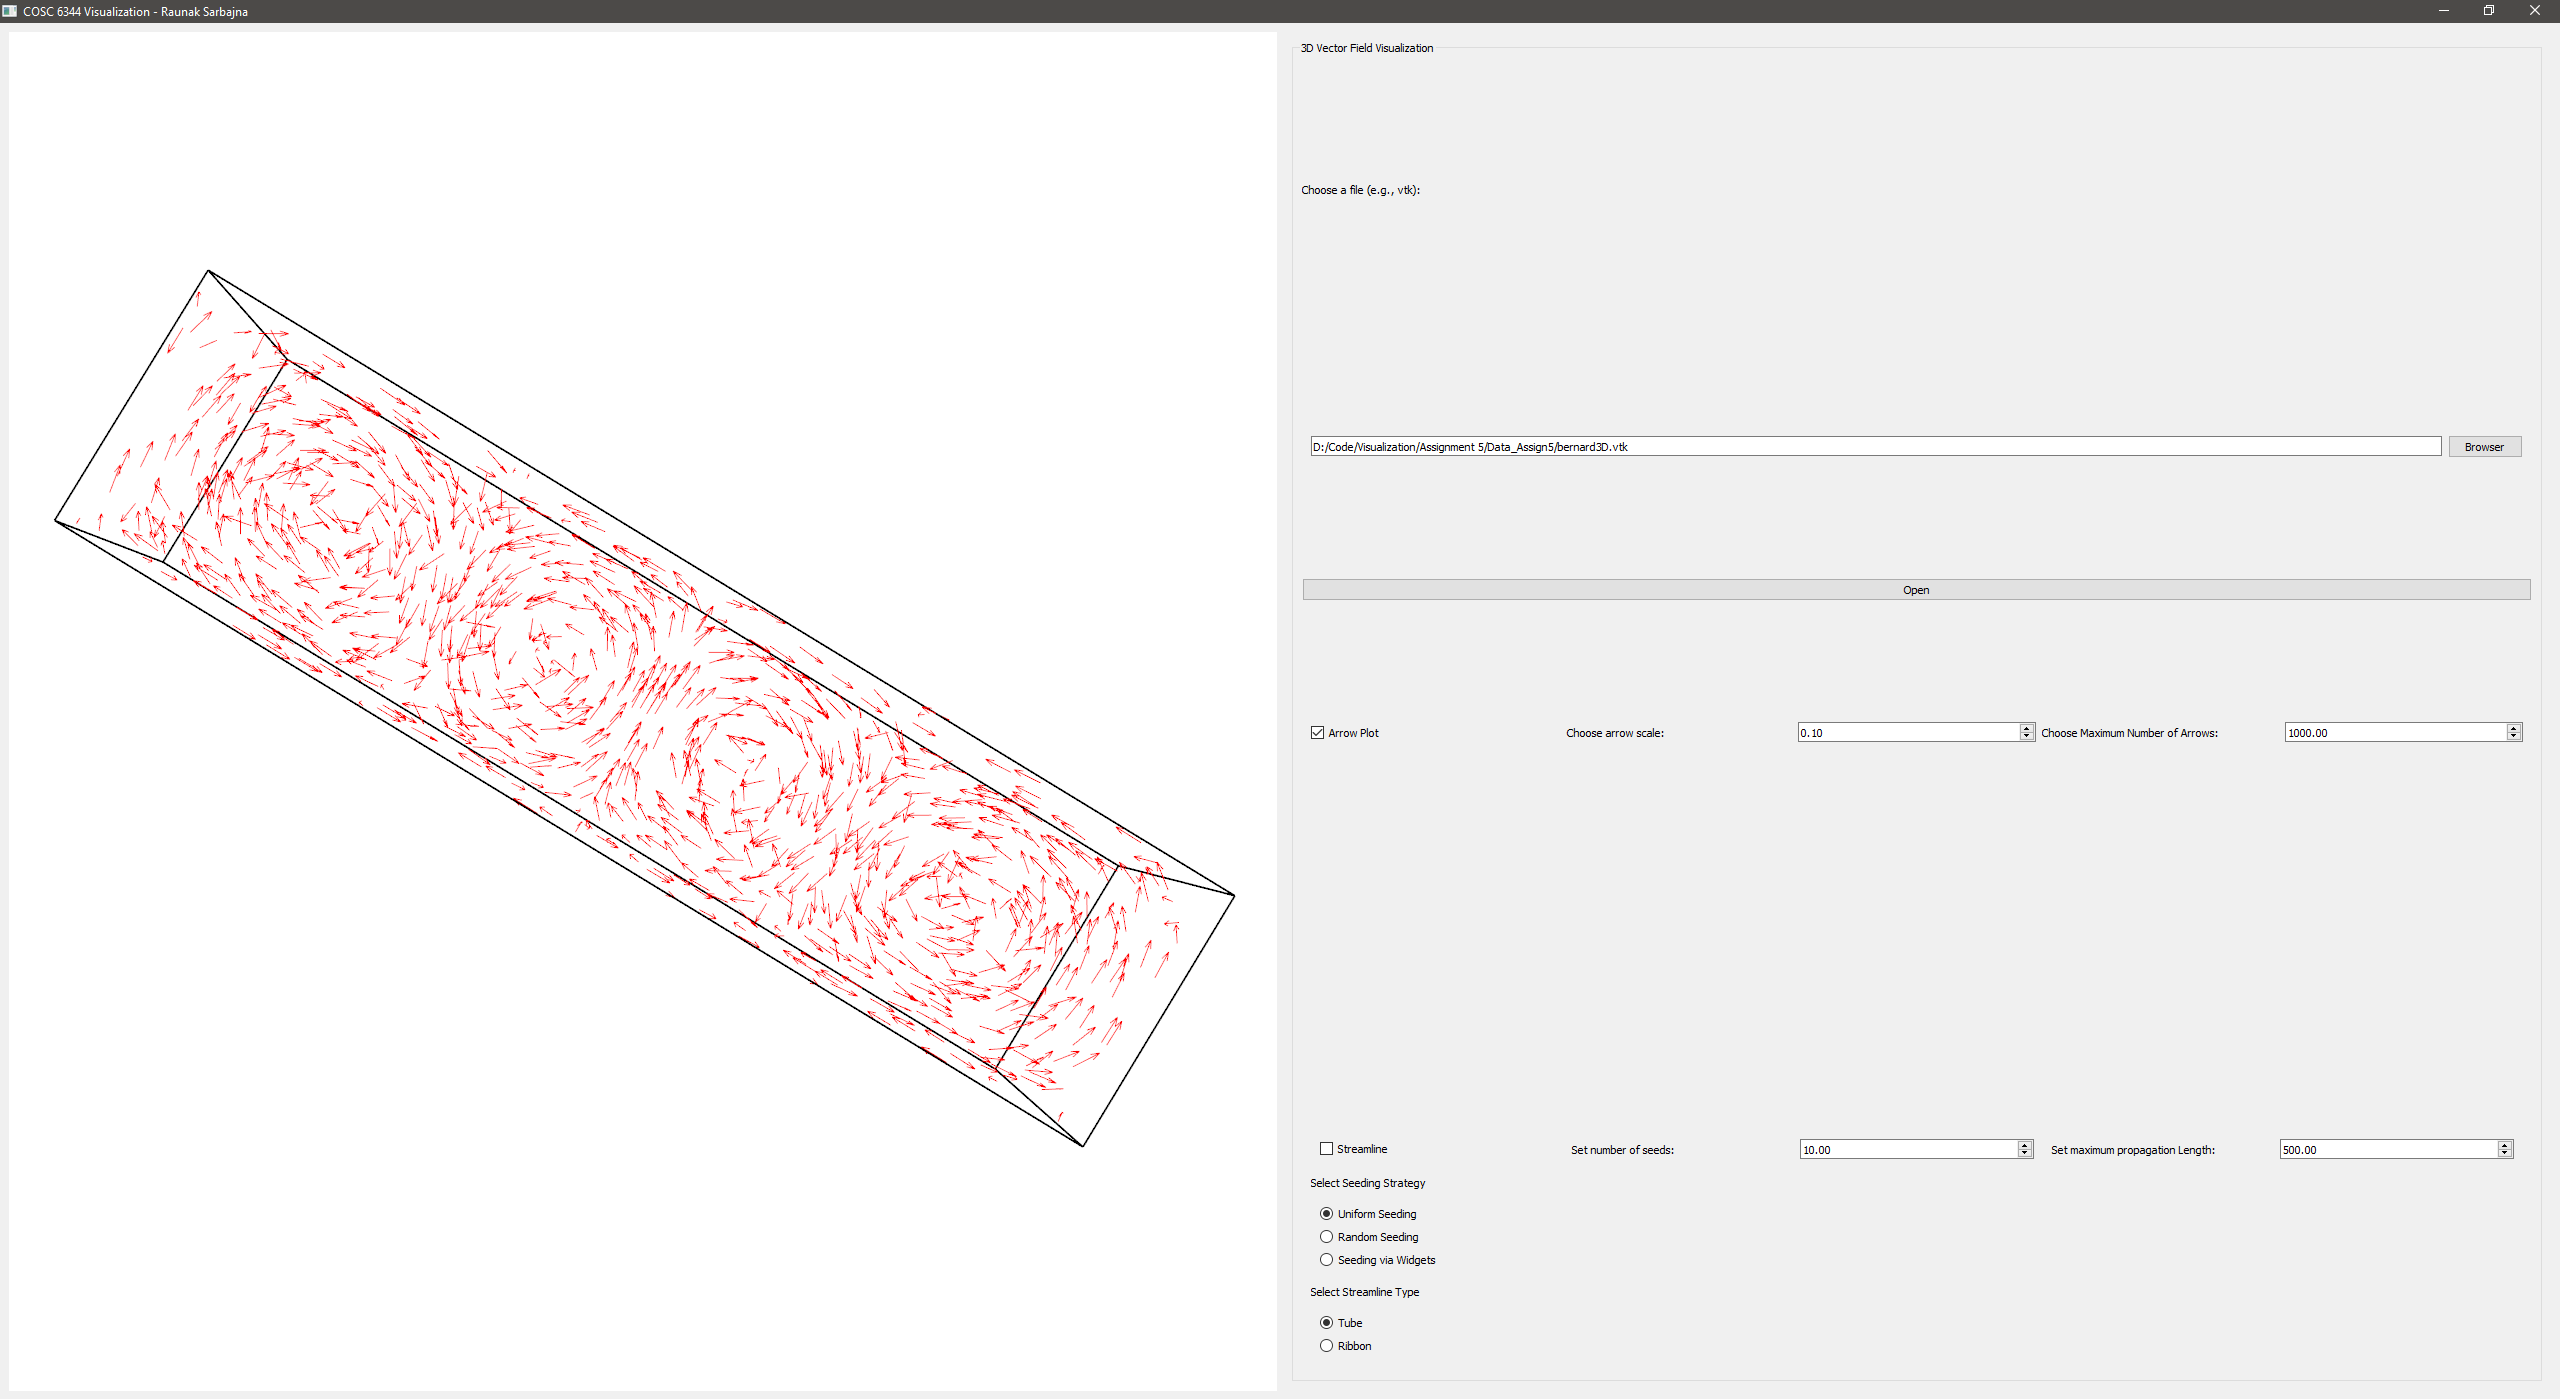 COSC 6344 Visualization - Raunak Sarbajna
3D Vector Field Visualization
Choose a file (e.g., vtk):
D:/Code/Visualization/Assignment 5/Data_Assign5/bernard3D.vtk
Browser
Open
Arrow Plot
Choose arrow scale:
0.10
Choose Maximum Number of Arrows:
1000.00
Streamline
Set number of seeds:
10.00
Set maximum propagation Length:
500.00
Select Seeding Strategy
Uniform Seeding
Random Seeding
Seeding via Widgets
Select Streamline Type
Tube
Ribbon